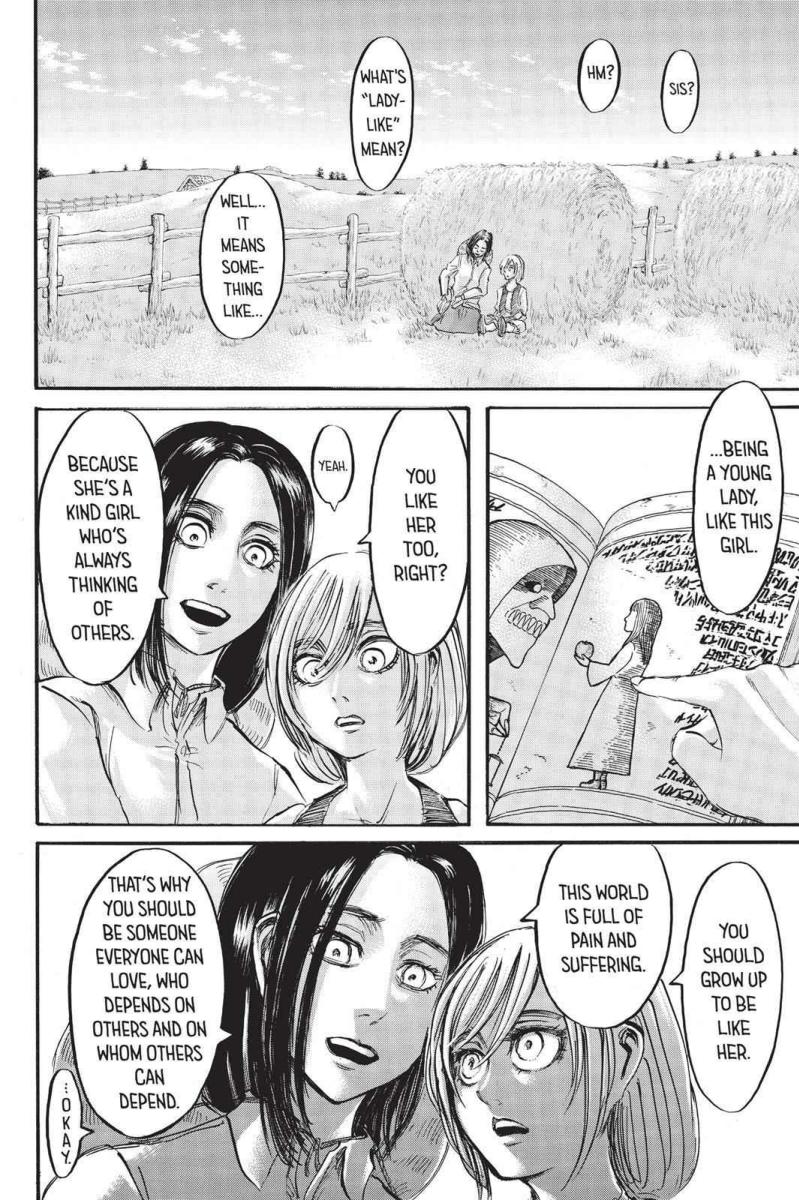 SIS?
HM?
WHAT'S
"LADY-
LIKE"
MEAN?
WELL...
IT
MEANS
SOME-
THING
LIKE...
...BEING
A YOUNG
LADY,
LIKE THIS
GIRL.
YOU
LIKE
HER
TOO,
RIGHT?
YEAH.
BECAUSE
SHE'S A
KIND GIRL
WHO'S
ALWAYS
THINKING
OF
OTHERS.
YOU
SHOULD
GROW UP
TO BE
LIKE
HER.
THIS WORLD
IS FULL OF
PAIN AND
SUFFERING.
THAT'S WHY
YOU SHOULD
BE SOMEONE
EVERYONE CAN
LOVE, WHO
DEPENDS ON
OTHERS AND ON
WHOM OTHERS
CAN
DEPEND.
...OKAY.